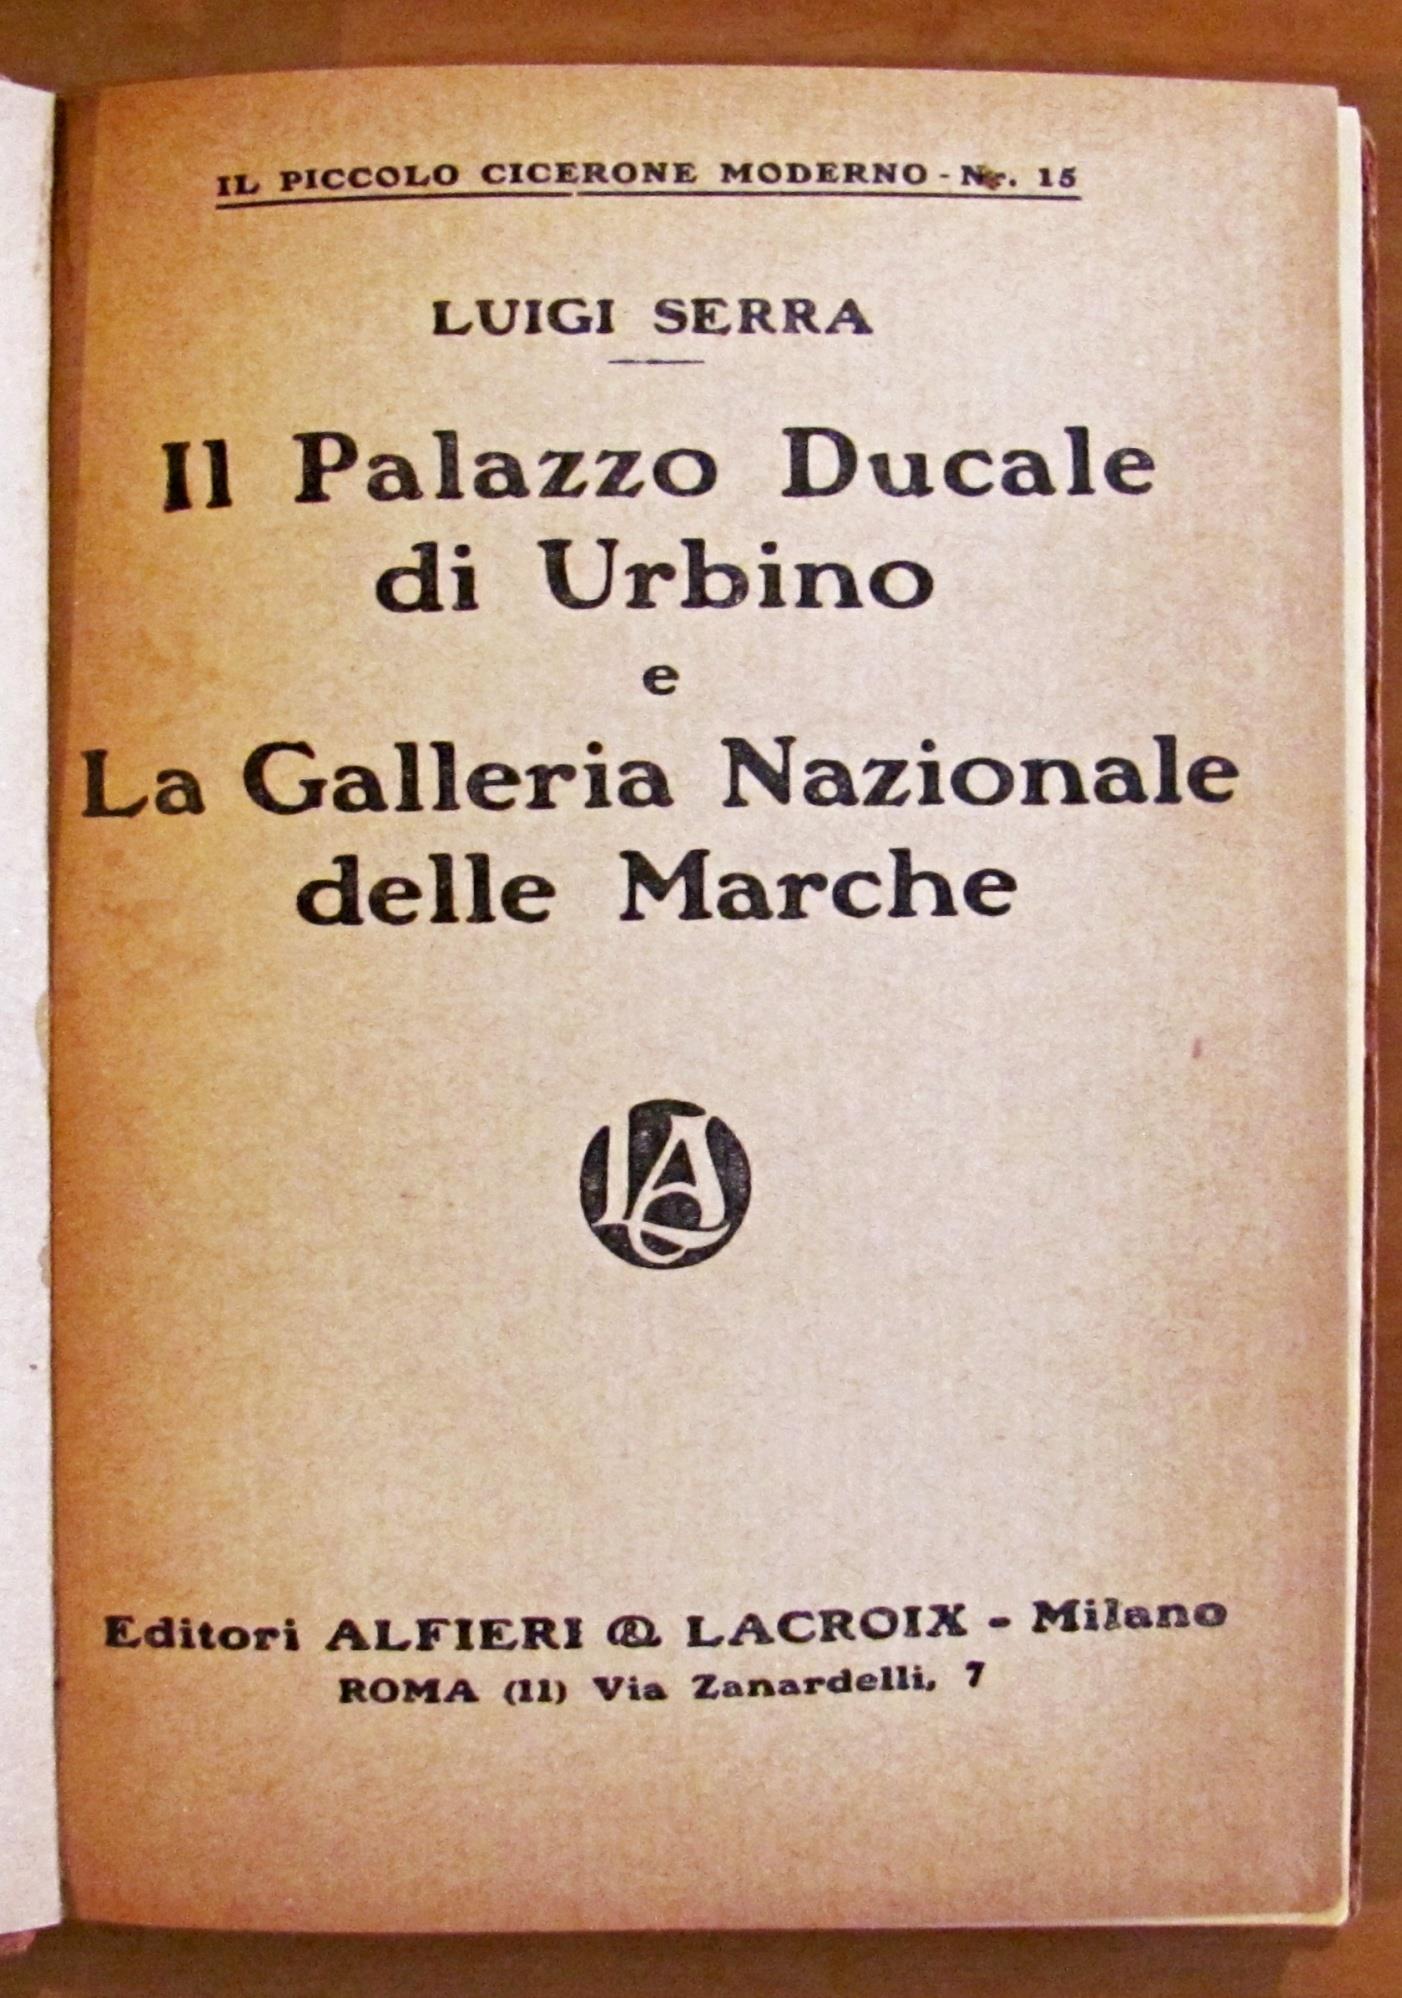 IL PICCOLO CICERONE MODERNO - Nr. 15
LUIGI SERRA
Il Palazzo Ducale
di Urbino
e
La Galleria Nazionale
delle Marche
LA
Editori ALFIERI & LACROIX - Milano
ROMA (11) Via Zanardelli, 7